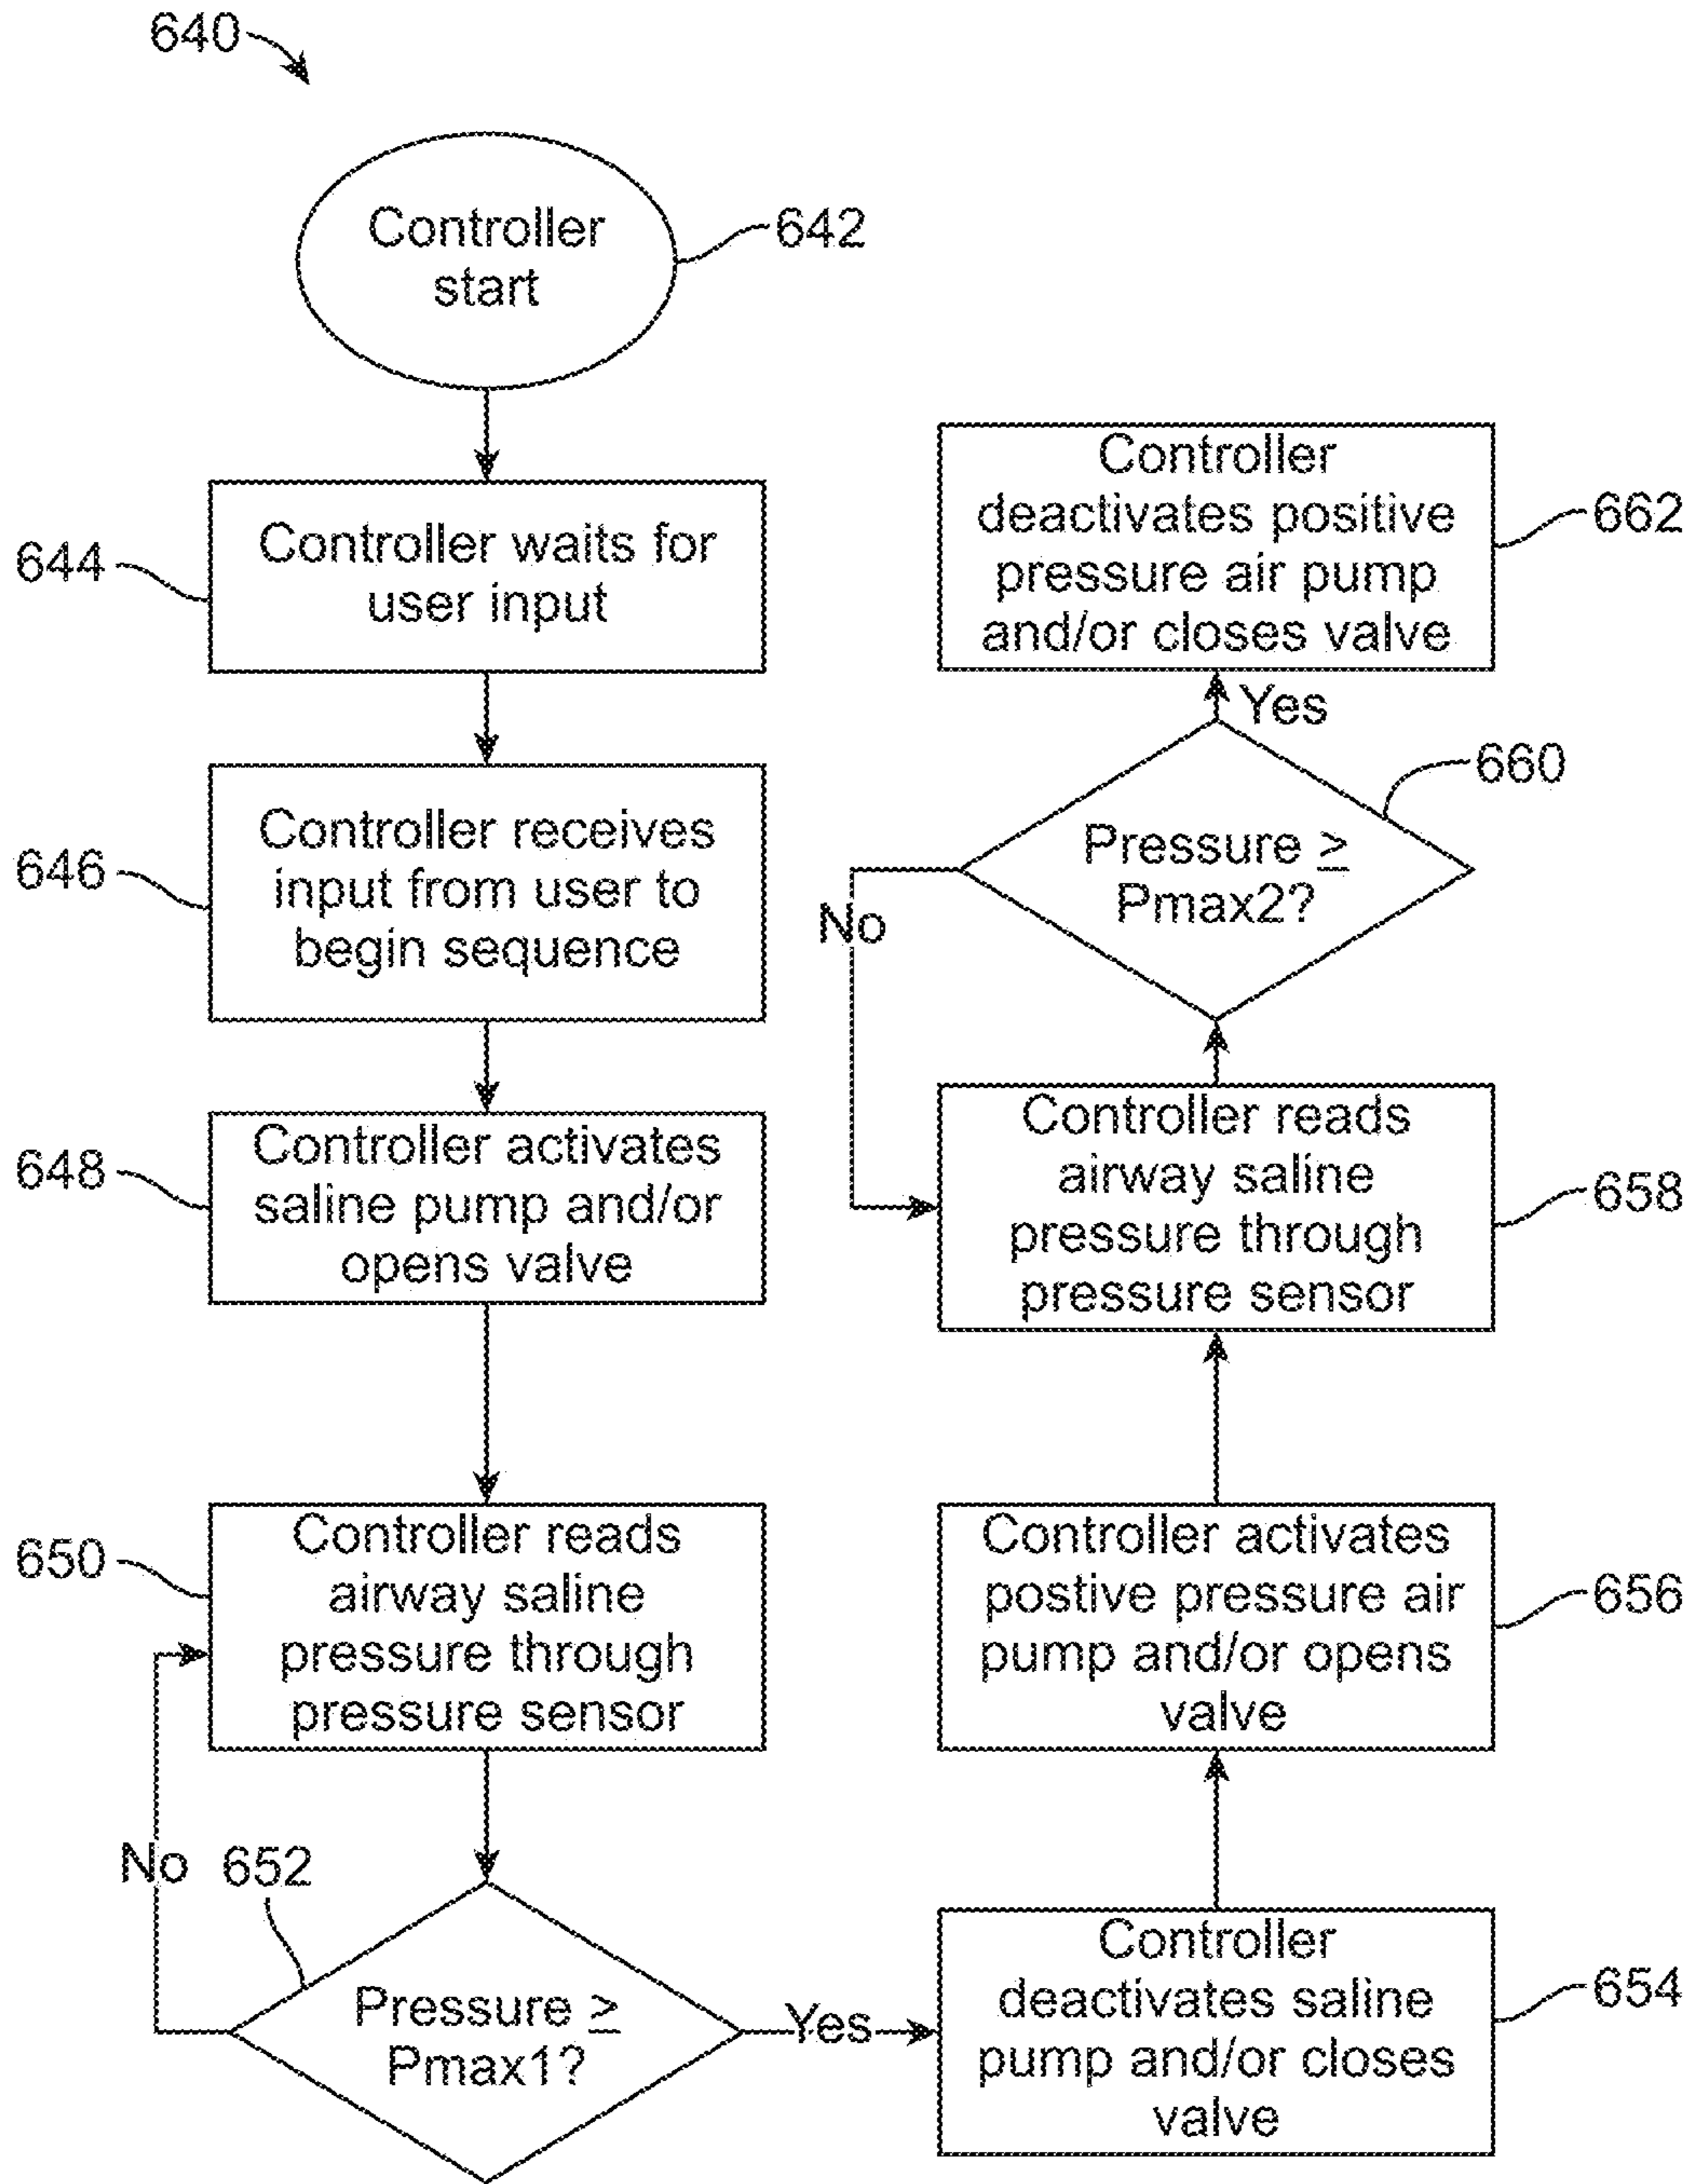 640
Controller
start
642
Controller waits for
user input
644
Controller receives
input from user to
begin sequence
646
Controller activates
saline pump and/or
opens valve
648
Controller reads
airway saline
pressure through
pressure sensor
650
No
652
Pressure ≥
Pmax1?
Yes
Controller
deactivates saline
pump and/or closes
valve
654
Controller activates
postive pressure air
pump and/or opens
valve
656
Controller reads
airway saline
pressure through
pressure sensor
658
No
Pressure ≥
Pmax2?
660
Yes
Controller
deactivates positive
pressure air pump
and/or closes valve
662